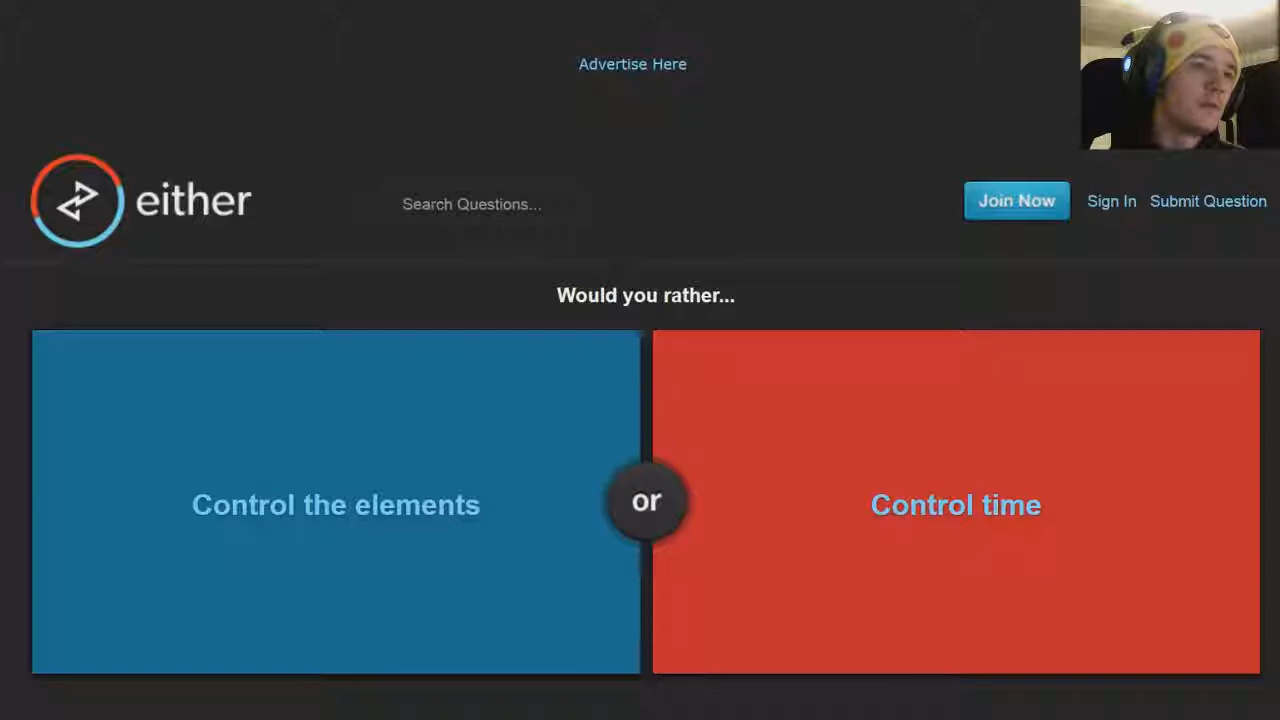 Advertise Here
either
Search Questions...
Join Now
Sign In
Submit Question
Would you rather...
Control the elements
or
Control time